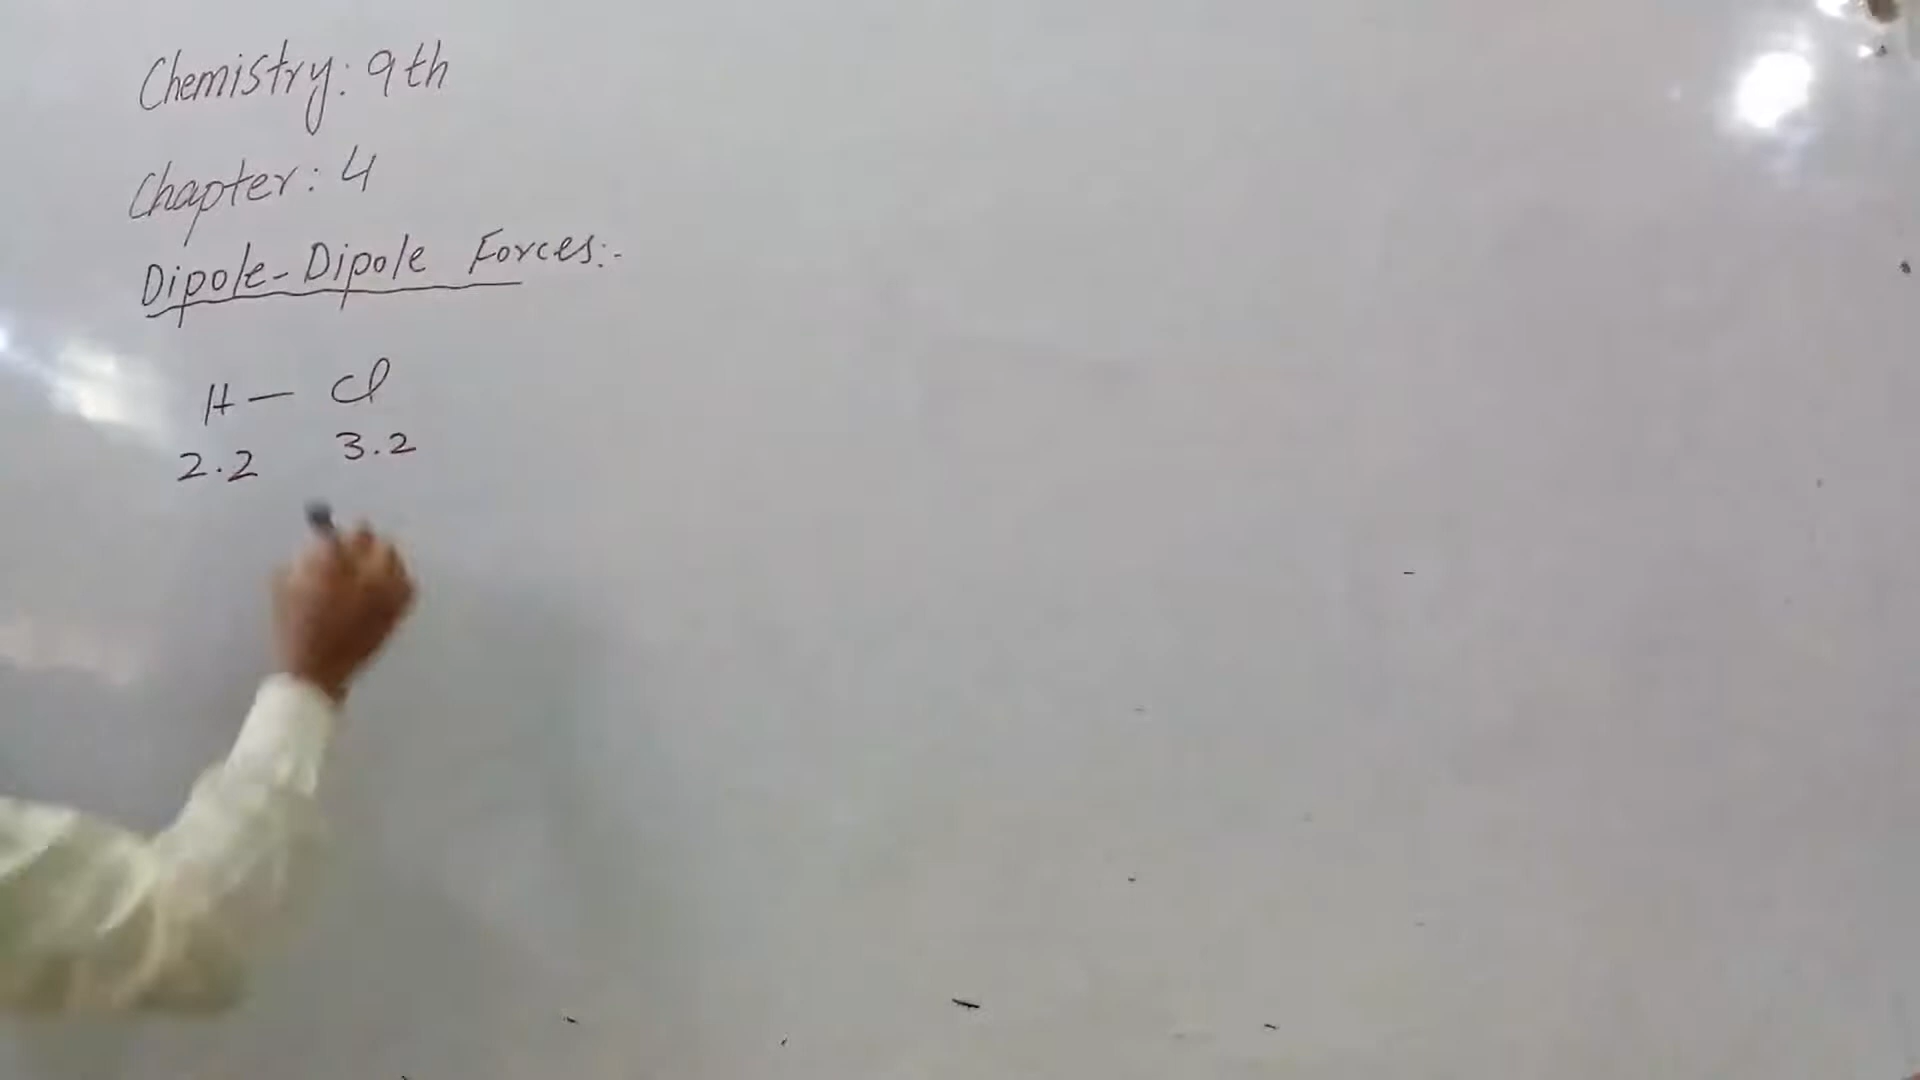 Chemistry: 9th
Chapter: 4
Dipole-Dipole Forces:-
H — Cl
2.2 3.2